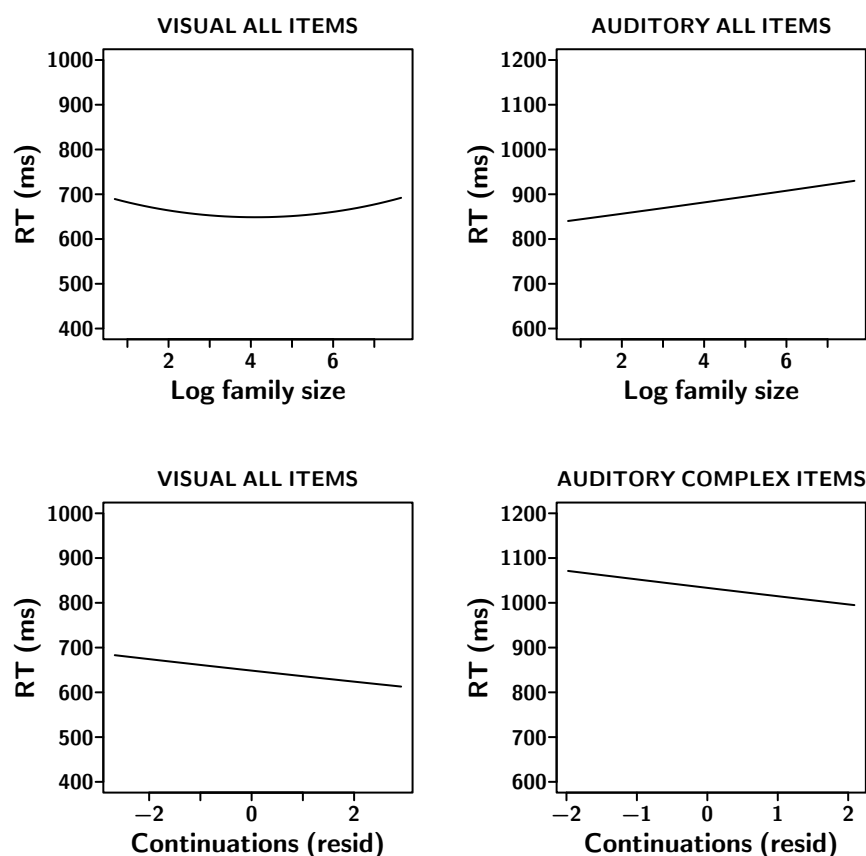 VISUAL ALL ITEMS
1000
900
800
700
600
500
400
RT (ms)
2 4 6
Log family size
AUDITORY ALL ITEMS
1200
1100
1000
900
800
700
600
RT (ms)
2 4 6
Log family size
VISUAL ALL ITEMS
1000
900
800
700
600
500
400
RT (ms)
−2 0 2
Continuations (resid)
AUDITORY COMPLEX ITEMS
1200
1100
1000
900
800
700
600
RT (ms)
−2 −1 0 1 2
Continuations (resid)